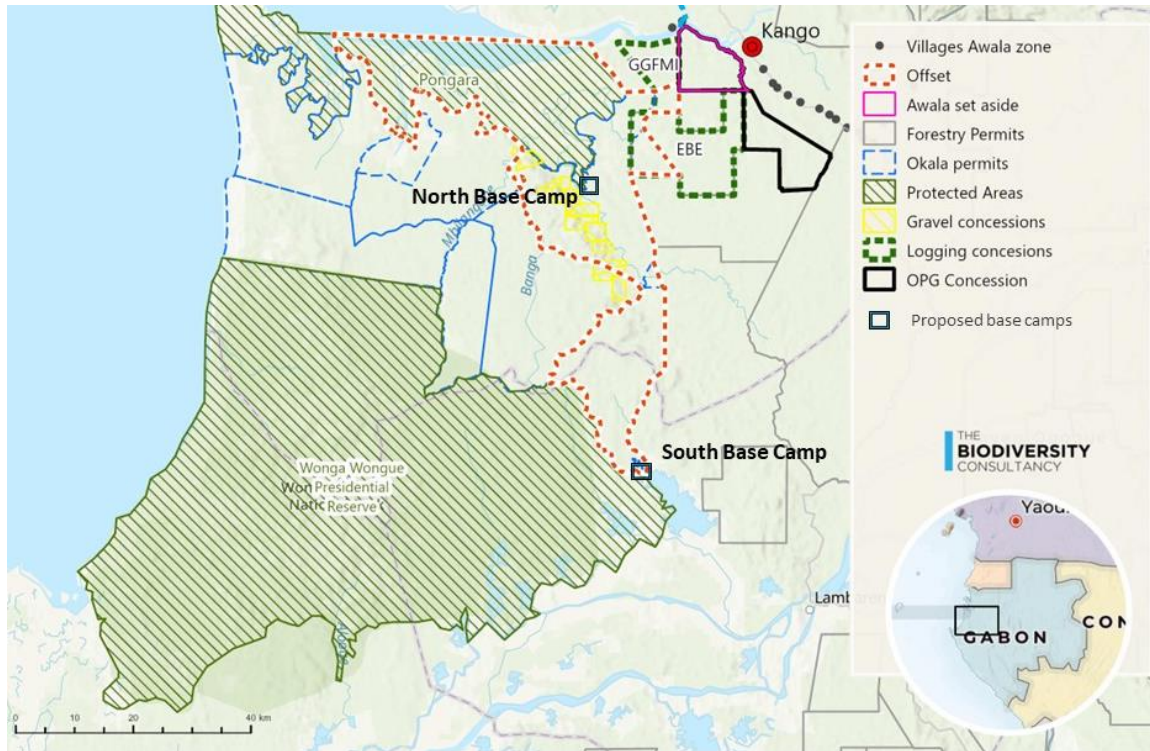 Kango
GGFMI
Pongara
EBE
North Base Camp
Banga
South Base Camp
Wonga Wongue
Presidential
Reserve
0 10 20 40 km
Villages Awala zone
Offset
Awala set aside
Forestry Permits
Okala permits
Protected Areas
Gravel concessions
Logging concesions
OPG Concession
Proposed base camps
THE
BIODIVERSITY
CONSULTANCY
GABON
CON